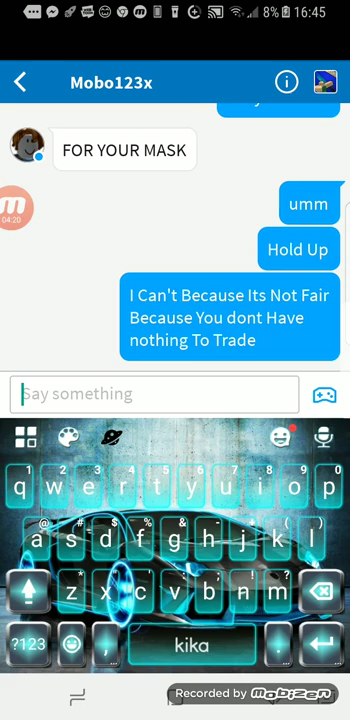 8% 16:45
Mobo123x
FOR YOUR MASK
04:20
umm
Hold Up
I Can't Because Its Not Fair
Because You dont Have
nothing To Trade
Say something
1 2 3 4 5 6 7 8 9 0
q w e r t y u i o p
@ # $ % & - + ( )
a s d f g h j k l
* " ' : ; ! ?
z x c v b n m
?123 , kika .
Recorded by Mobizen